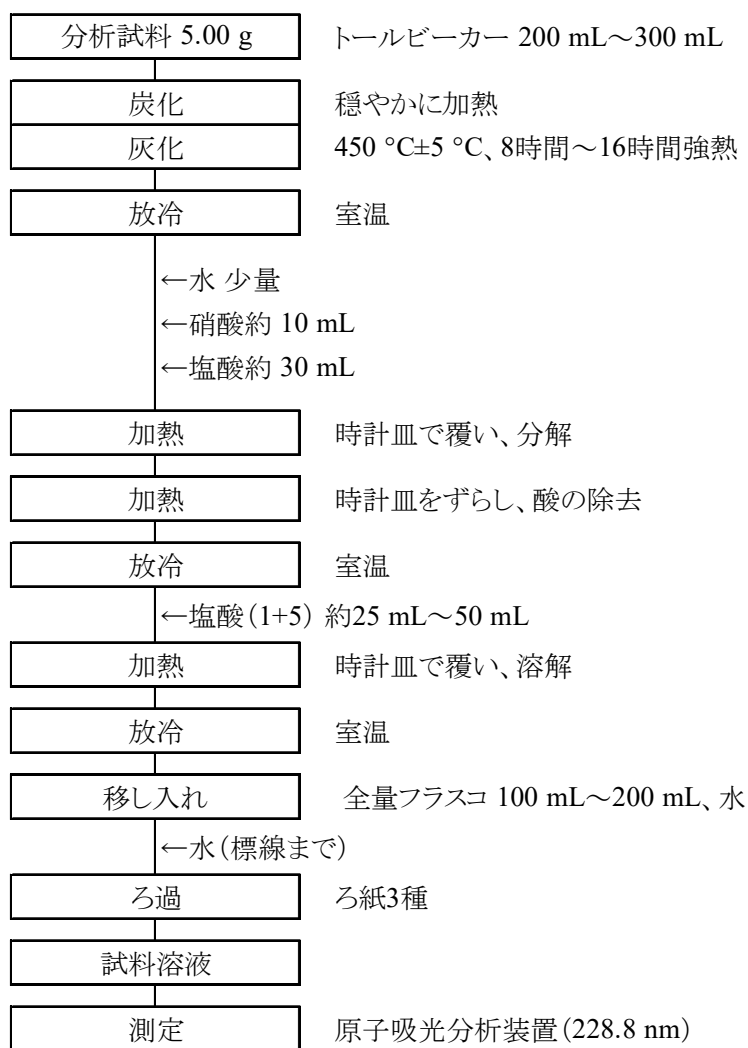 分析試料 5.00 g トールビーカー 200 mL～300 mL
炭化 穏やかに加熱
灰化 450 °C±5 °C、8時間～16時間強熱
放冷 室温
←水 少量
←硝酸約 10 mL
←塩酸約 30 mL
加熱 時計皿で覆い、分解
加熱 時計皿をずらし、酸の除去
放冷 室温
←塩酸（1+5） 約25 mL～50 mL
加熱 時計皿で覆い、溶解
放冷 室温
移し入れ 全量フラスコ 100 mL～200 mL、水
←水（標線まで）
ろ過 ろ紙3種
試料溶液
測定 原子吸光分析装置（228.8 nm）